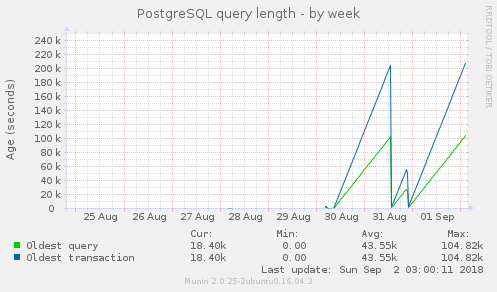 PostgreSQL query length - by week
RRDTOOL / TOBI OETIKER
Age (seconds)
240 k
220 k
200 k
180 k
160 k
140 k
120 k
100 k
80 k
60 k
40 k
20 k
0
25 Aug 26 Aug 27 Aug 28 Aug 29 Aug 30 Aug 31 Aug 01 Sep
Cur: Min: Avg: Max:
Oldest query 18.40k 0.00 43.55k 104.82k
Oldest transaction 18.40k 0.00 43.55k 104.82k
Last update: Sun Sep 2 03:00:11 2018
Munin 2.0.25-2ubuntu0.16.04.3